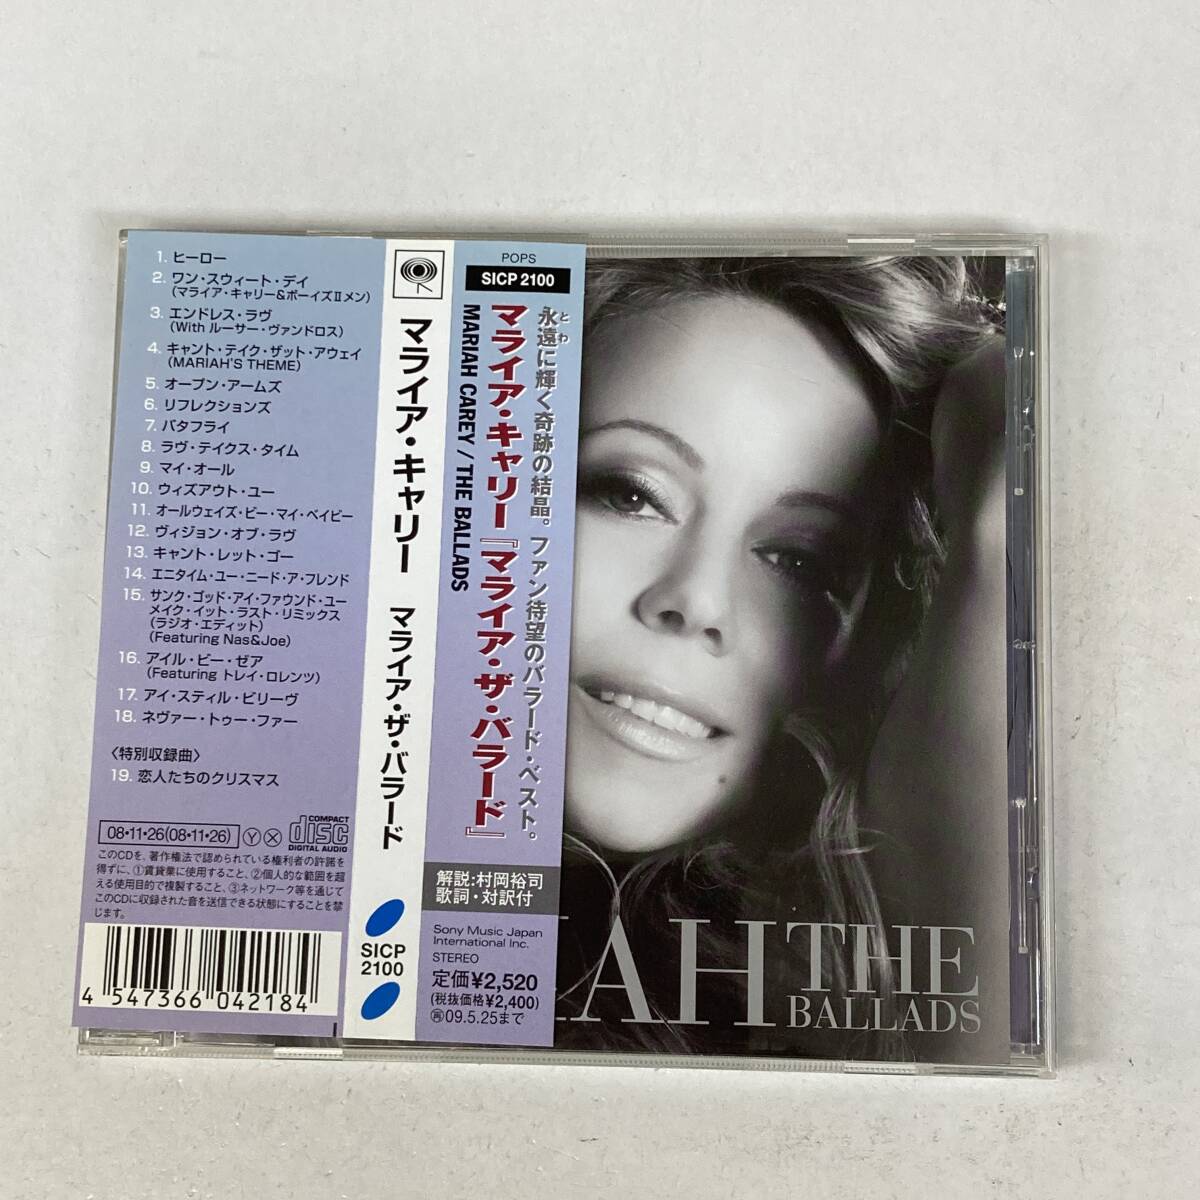 1. ヒーロー
2. ワン・スウィート・デイ
(マライア・キャリー&ボーイズⅡメン)
3. エンドレス・ラヴ
(With ルーサー・ヴァンドロス)
4. キャント・テイク・ザット・アウェイ
(MARIAH'S THEME)
5. オープン・アームズ
6. リフレクションズ
7. バタフライ
8. ラヴ・テイクス・タイム
9. マイ・オール
10. ウィズアウト・ユー
11. オールウェイズ・ビー・マイ・ベイビー
12. ヴィジョン・オブ・ラヴ
13. キャント・レット・ゴー
14. エニタイム・ユー・ニード・ア・フレンド
15. サンク・ゴッド・アイ・ファウンド・ユー
メイク・イット・ラスト・リミックス
(ラジオ・エディット)
(Featuring Nas&Joe)
16. アイル・ビー・ゼア
(Featuring トレイ・ロレンツ)
17. アイ・スティル・ビリーヴ
18. ネヴァー・トゥー・ファー
〈特別収録曲〉
19. 恋人たちのクリスマス
08・11・26(08・11・26) Y X
COMPACT
disc
DIGITAL AUDIO
このCDを、著作権法で認められている権利者の許諾を
得ずに、①賃貸業に使用すること、②個人的な範囲を超
える使用目的で複製すること、③ネットワーク等を通じて
このCDに収録された音を送信できる状態にすることを禁
じます。
4 547366 042184
マライア・キャリー マライア・ザ・バラード
SICP
2100
POPS
SICP 2100
とわ
永遠に輝く奇跡の結晶。ファン待望のバラード・ベスト。
マライア・キャリー『マライア・ザ・バラード』
MARIAH CAREY / THE BALLADS
解説:村岡裕司
歌詞・対訳付
Sony Music Japan
International Inc.
STEREO
定価¥2,520
(税抜価格¥2,400)
再09.5.25まで
IAH THE
BALLADS